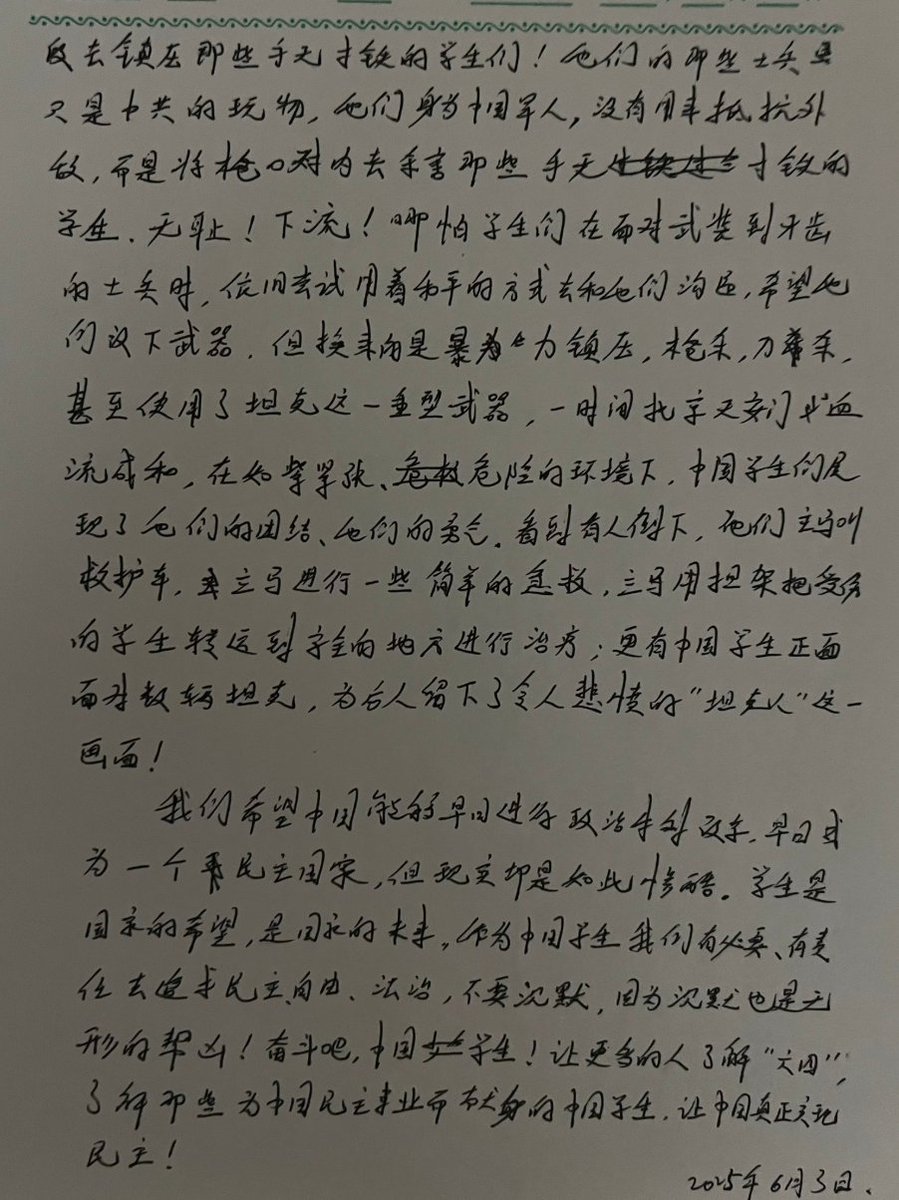 段去镇压那些手无寸铁的学生们！他们的那些士兵且
只是中共的玩物，他们身为中国军人，没有用来抵抗外
敌，而是将枪口对内去杀害那些手无寸铁的
学生．无耻！下流！哪怕学生们在面对武装到牙齿
的士兵时，依旧尝试用着和平的方式去和他们沟通，希望他
们放下武器．但换来的是暴力镇压，枪杀，刀杀，
甚至使用了坦克这一重型武器，一时间北京天安门
流成和，在如紧张、危险的环境下，中国学生们展
现了他们的团结、他们的勇气．看到有人倒下，他们立马叫
救护车，立马进行一些简单的急救，立马用担架把受伤
的学生转运到安全的地方进行治疗；更有中国学生正面
面对数辆坦克，为后人留下了令人悲愤的“坦克人”这一
画面！
我们希望中国能够早日进行政治体制改革，早日成
为一个民主国家，但现实却是如此惨酷．学生是
国家的希望，是国家的未来，作为中国学生我们有必要、有责
任去追求民主、自由、法治，不要沉默，因为沉默也是无
形的帮凶！奋斗吧，中国学生！让更多的人了解“六四”，
了解那些为中国民主事业而献身的中国学生．让中国真正实现
民主！
2025年6月3日．